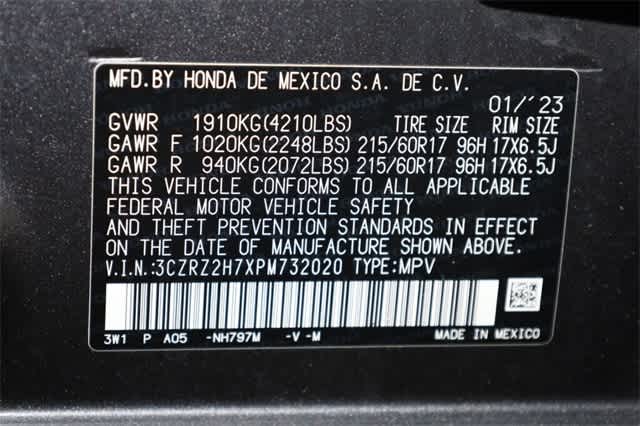 MFD. BY HONDA DE MEXICO S.A. DE C.V.
01/'23
GVWR 1910KG(4210LBS) TIRE SIZE RIM SIZE
GAWR F 1020KG(2248LBS) 215/60R17 96H 17X6.5J
GAWR R 940KG(2072LBS) 215/60R17 96H 17X6.5J
THIS VEHICLE CONFORMS TO ALL APPLICABLE
FEDERAL MOTOR VEHICLE SAFETY
AND THEFT PREVENTION STANDARDS IN EFFECT
ON THE DATE OF MANUFACTURE SHOWN ABOVE.
V.I.N.:3CZRZ2H7XPM732020 TYPE:MPV
3W1 P A05 -NH797M -V -M MADE IN MEXICO